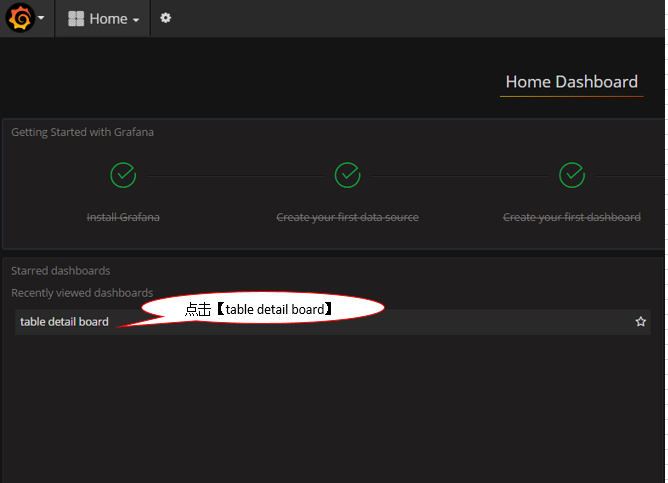 Home
Home Dashboard
Getting Started with Grafana
Install Grafana
Create your first data source
Create your first dashboard
Starred dashboards
Recently viewed dashboards
点击【table detail board】
table detail board